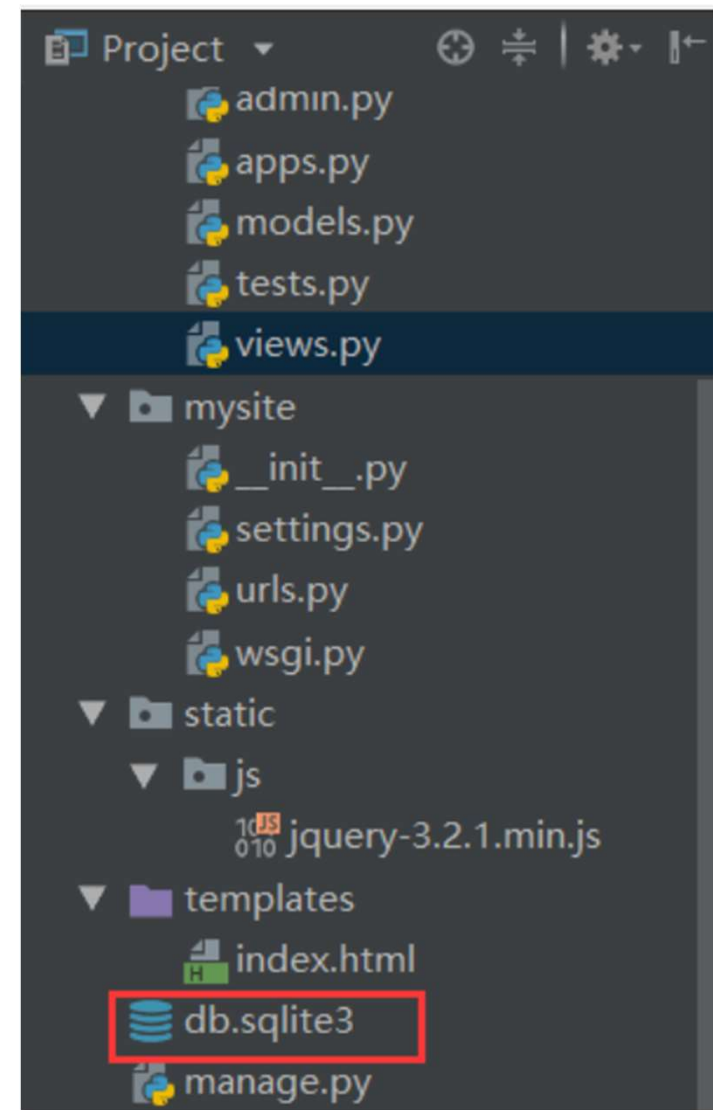 Project
admin.py
apps.py
models.py
tests.py
views.py
mysite
__init__.py
settings.py
urls.py
wsgi.py
static
js
jquery-3.2.1.min.js
templates
index.html
db.sqlite3
manage.py